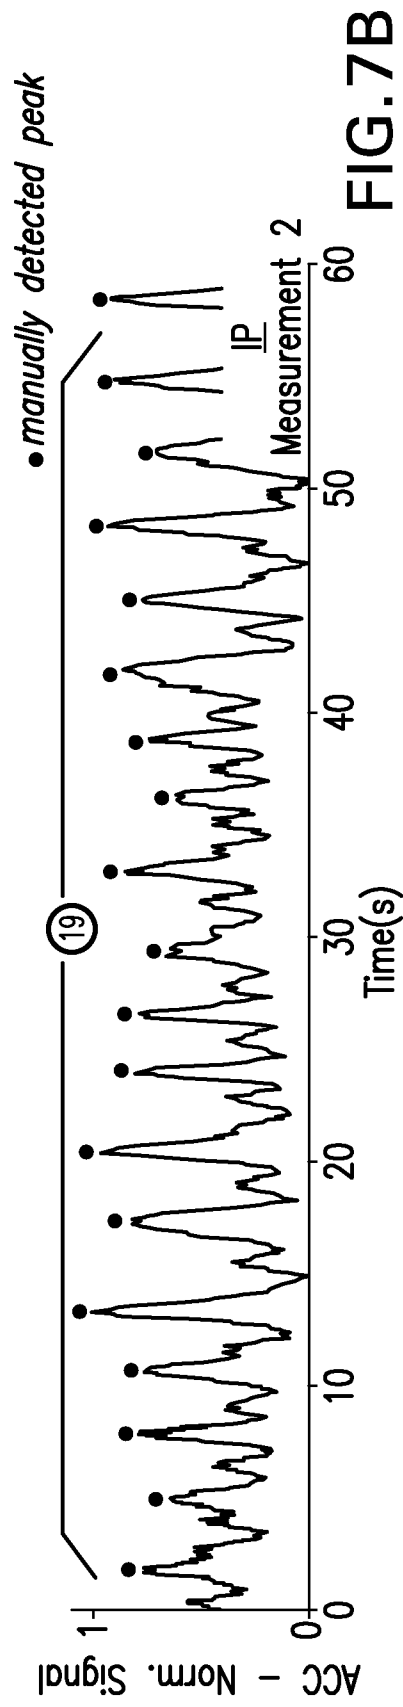 ● manually detected peak
19
1
0
ACC – Norm. Signal
0 10 20 30 40 50 60
Time(s)
IP
Measurement 2
FIG.7B